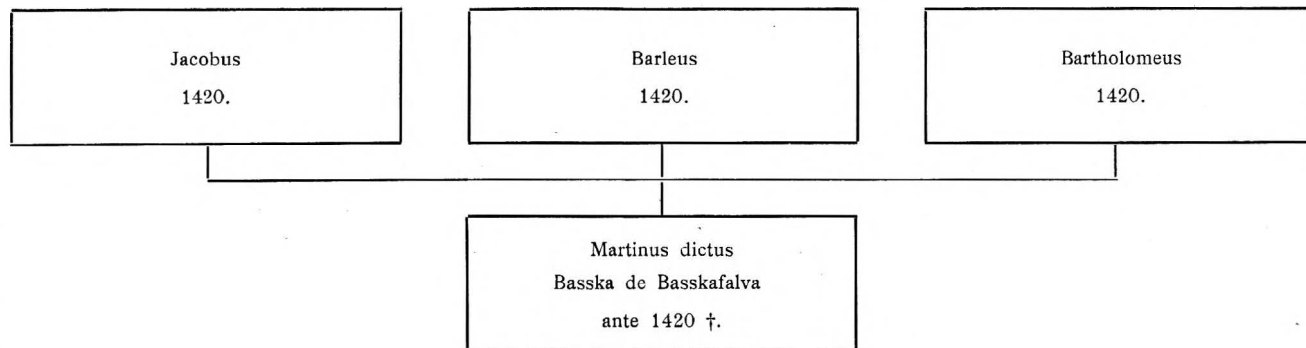 Jacobus
1420.
Barleus
1420.
Bartholomeus
1420.
Martinus dictus
Basska de Basskafalva
ante 1420 †.